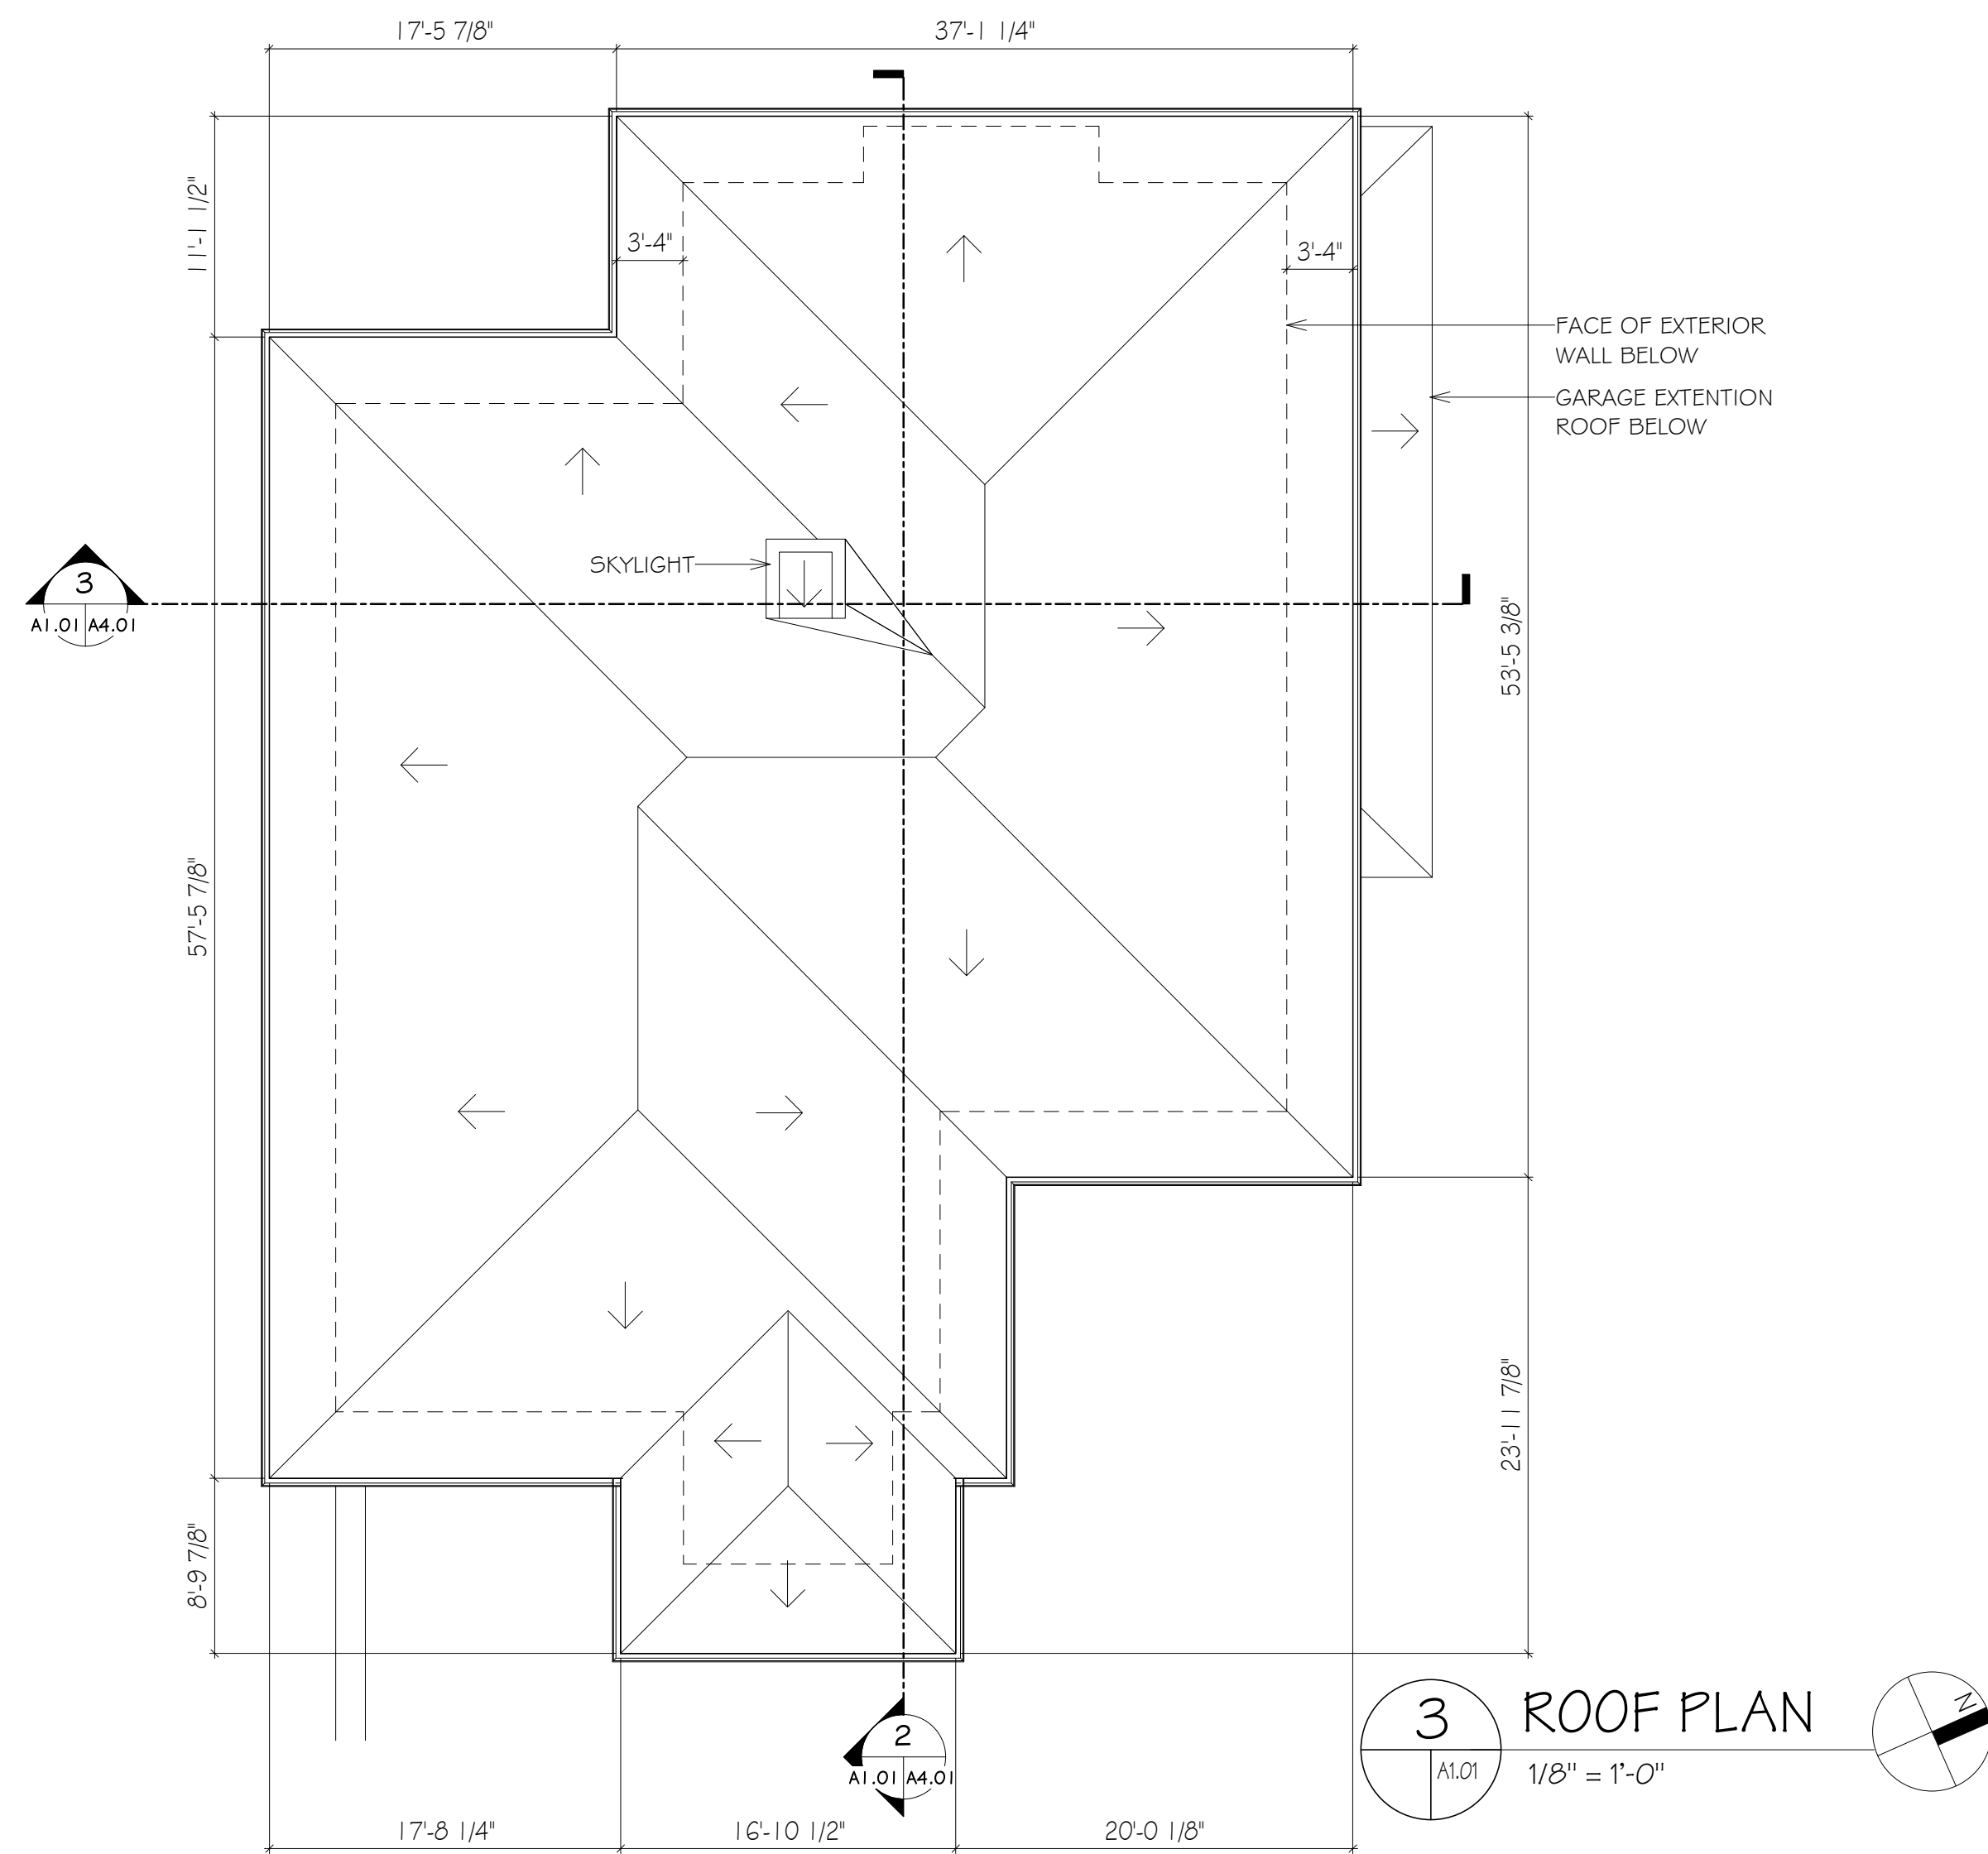 17'-5 7/8"
37'-1 1/4"
11'-1 1/2"
3'-4"
3'-4"
FACE OF EXTERIOR
WALL BELOW
GARAGE EXTENTION
ROOF BELOW
SKYLIGHT
3
A1.01 A4.01
53'-5 3/8"
57'-5 7/8"
23'-11 7/8"
8'-9 7/8"
2
A1.01 A4.01
3
A1.01
ROOF PLAN
1/8" = 1'-0"
N
17'-8 1/4"
16'-10 1/2"
20'-0 1/8"